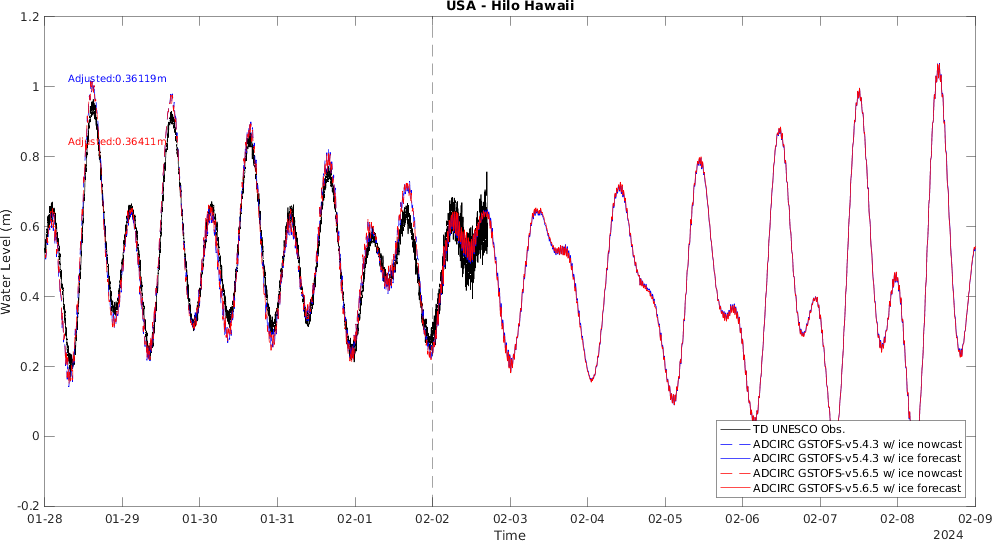 USA - Hilo Hawaii
1.2
1
0.8
0.6
0.4
0.2
0
-0.2
Water Level (m)
Adjusted:0.36119m
Adjusted:0.36411m
TD UNESCO Obs.
ADCIRC GSTOFS-v5.4.3 w/ ice nowcast
ADCIRC GSTOFS-v5.4.3 w/ ice forecast
ADCIRC GSTOFS-v5.6.5 w/ ice nowcast
ADCIRC GSTOFS-v5.6.5 w/ ice forecast
01-28 01-29 01-30 01-31 02-01 02-02 02-03 02-04 02-05 02-06 02-07 02-08 02-09
Time
2024